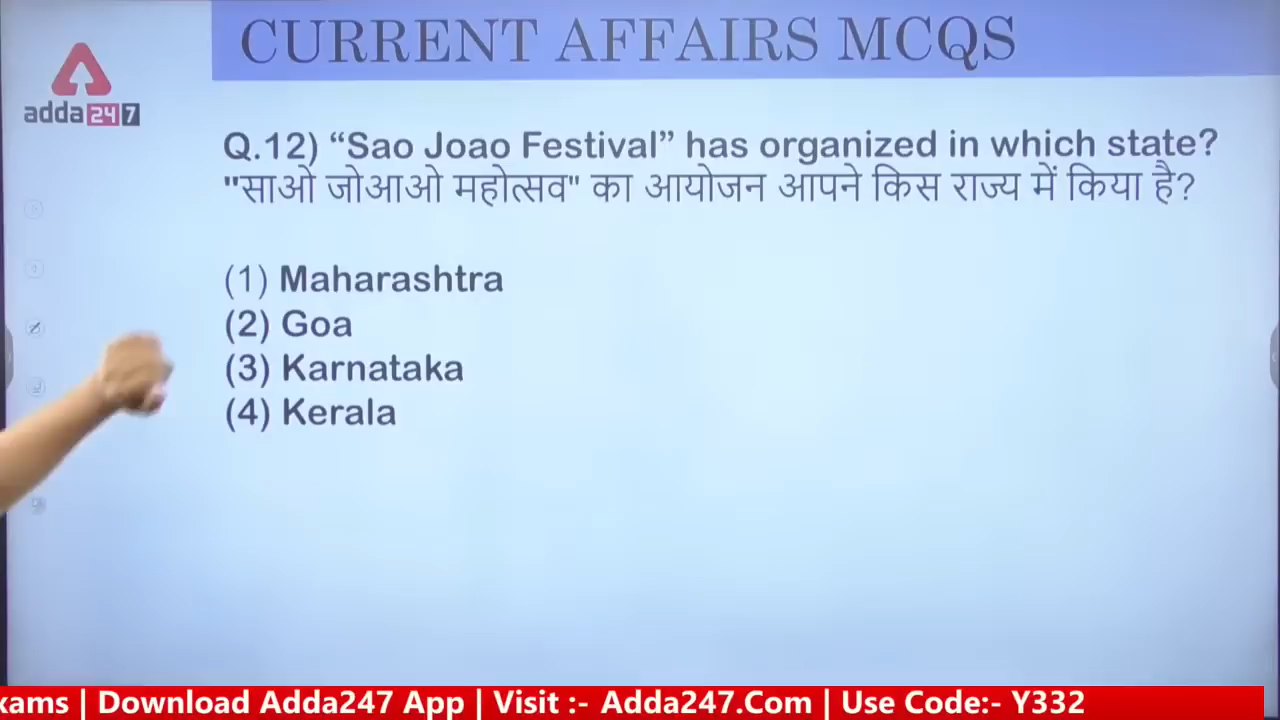 CURRENT AFFAIRS MCQS
adda247
Q.12) “Sao Joao Festival” has organized in which state?
"साओ जोआओ महोत्सव" का आयोजन आपने किस राज्य में किया है?
(1) Maharashtra
(2) Goa
(3) Karnataka
(4) Kerala
xams | Download Adda247 App | Visit :- Adda247.Com | Use Code:- Y332